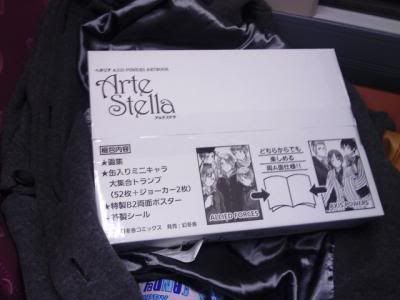 ヘタリア AXIS POWERS ARTBOOK
Arte
Stella
アルテステラ
梱包内容
★画集
★缶入りミニキャラ
大集合トランプ
(52枚+ジョーカー2枚)
★特製B2両面ポスター
特製シール
幻冬舎コミックス 発売:幻冬舎
どちらからでも
楽しめる
両A面仕様!!
ALLIED FORCES
AXIS POWERS